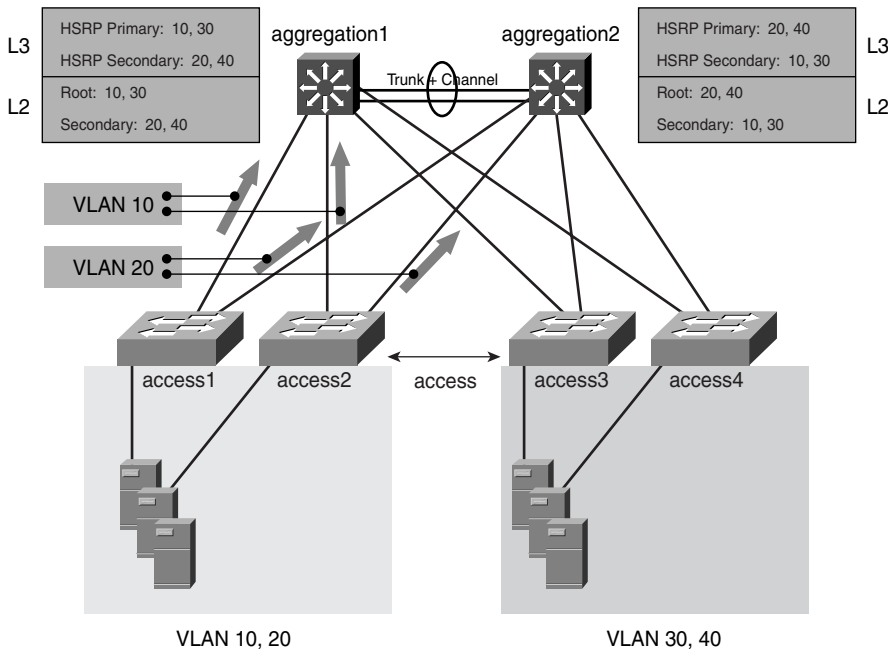 L3
HSRP Primary: 10, 30
HSRP Secondary: 20, 40
L2
Root: 10, 30
Secondary: 20, 40
aggregation1
aggregation2
Trunk + Channel
HSRP Primary: 20, 40
HSRP Secondary: 10, 30
L3
Root: 20, 40
Secondary: 10, 30
L2
VLAN 10
VLAN 20
access1
access2
access
access3
access4
VLAN 10, 20
VLAN 30, 40